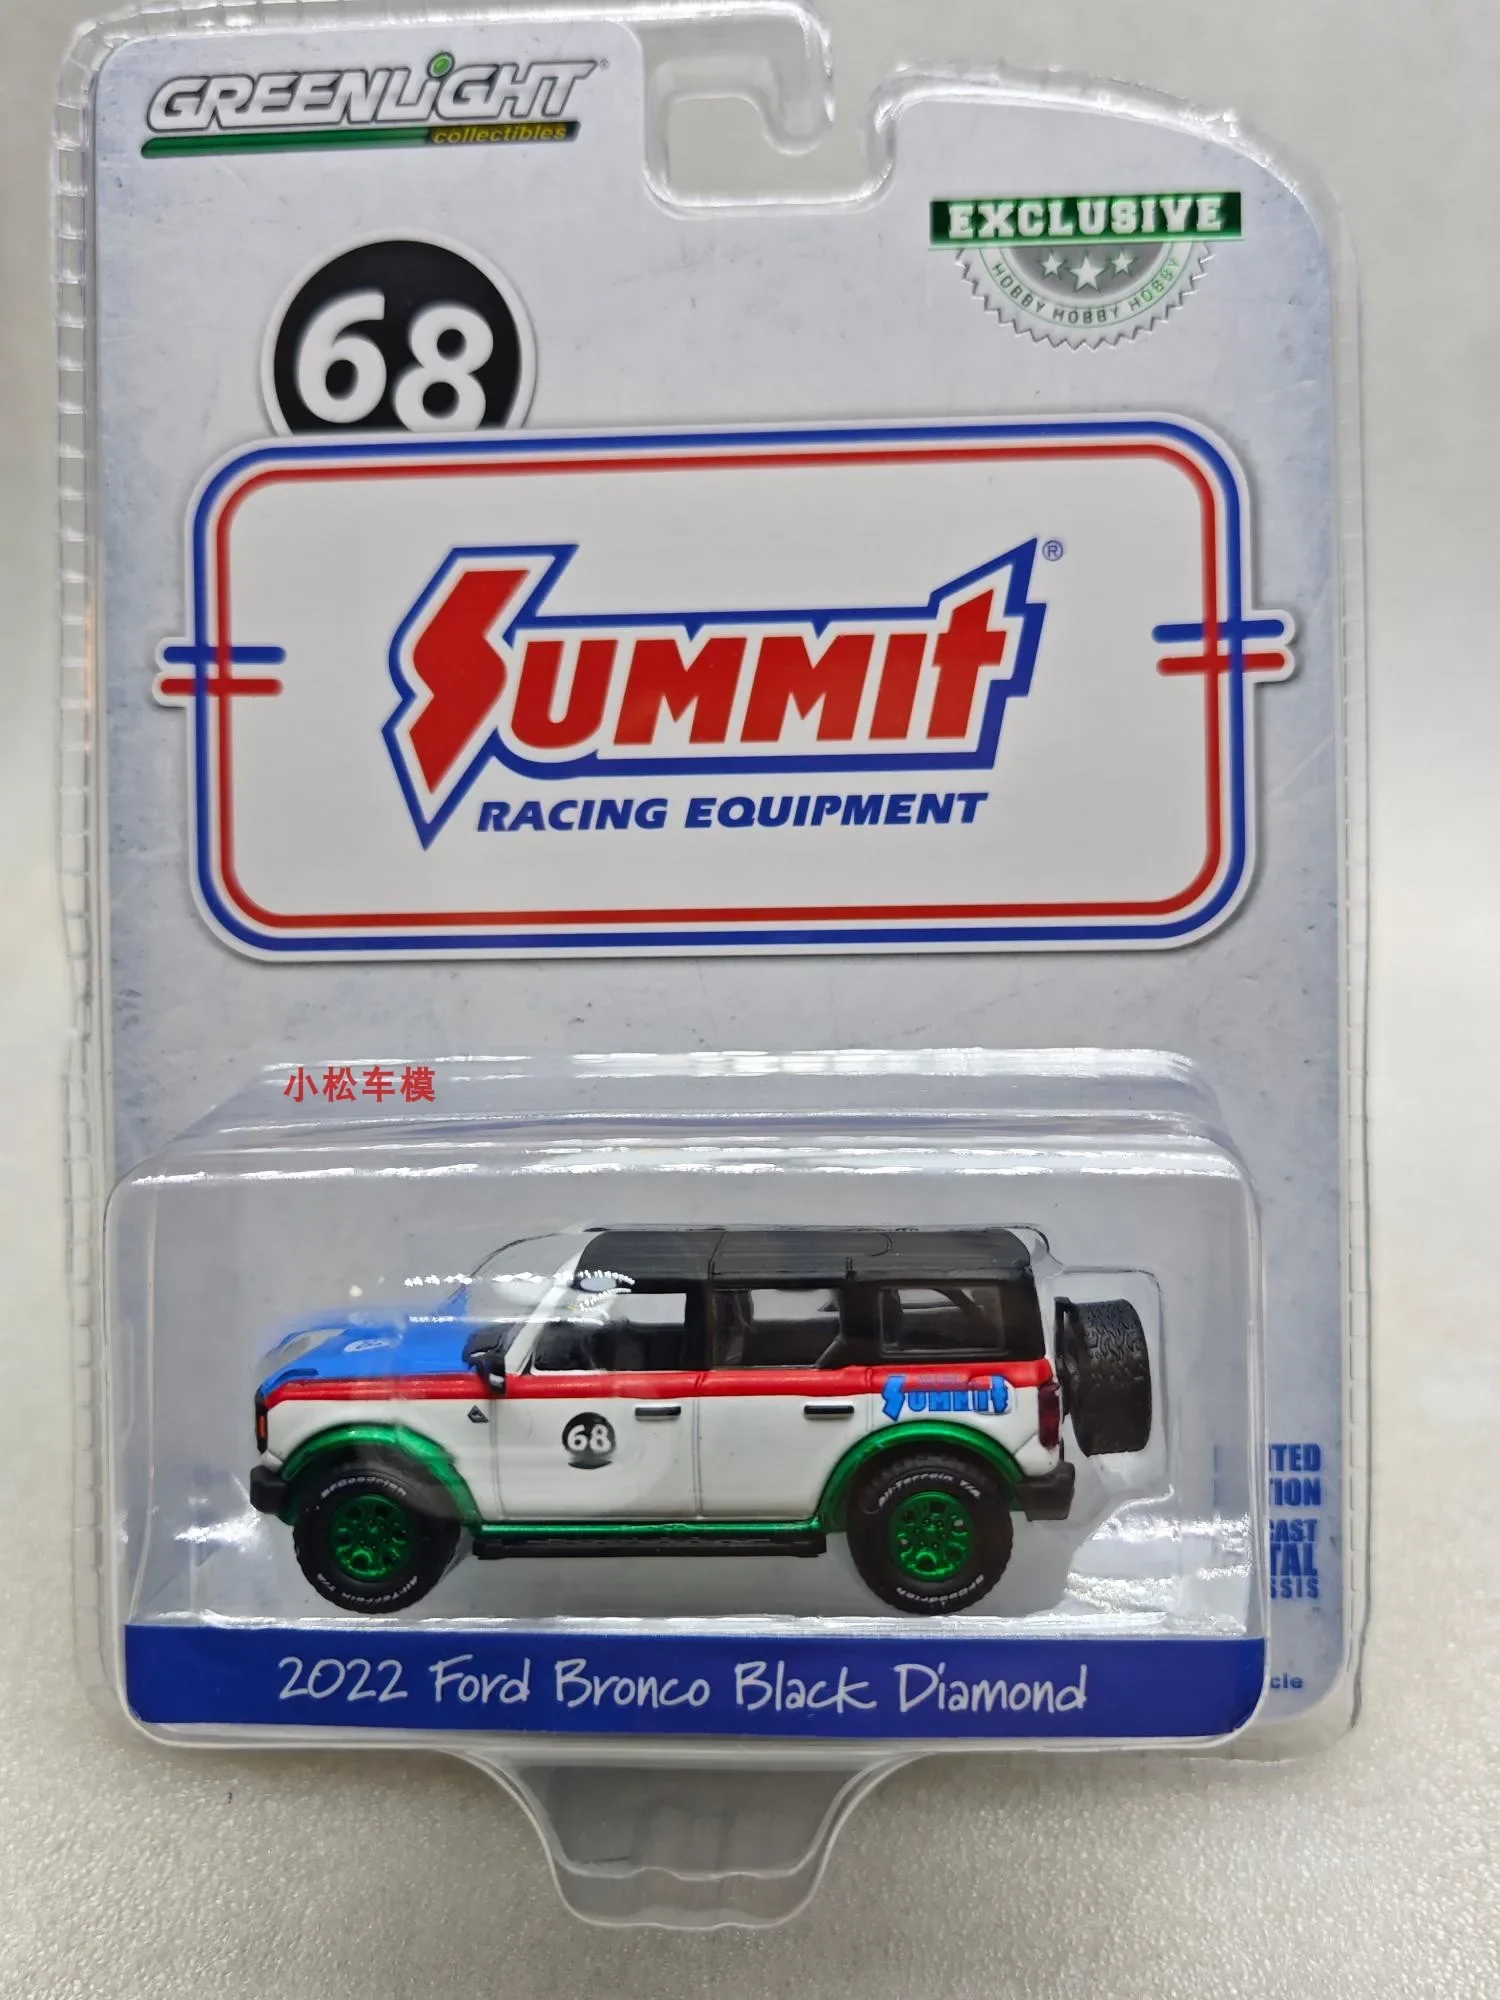 GREENLIGHT®
collectibles
EXCLUSIVE
HOBBY HOBBY HOBBY
68
SUMMIT®
RACING EQUIPMENT
小松车模
SUMMIT
68
2022 Ford Bronco Black Diamond